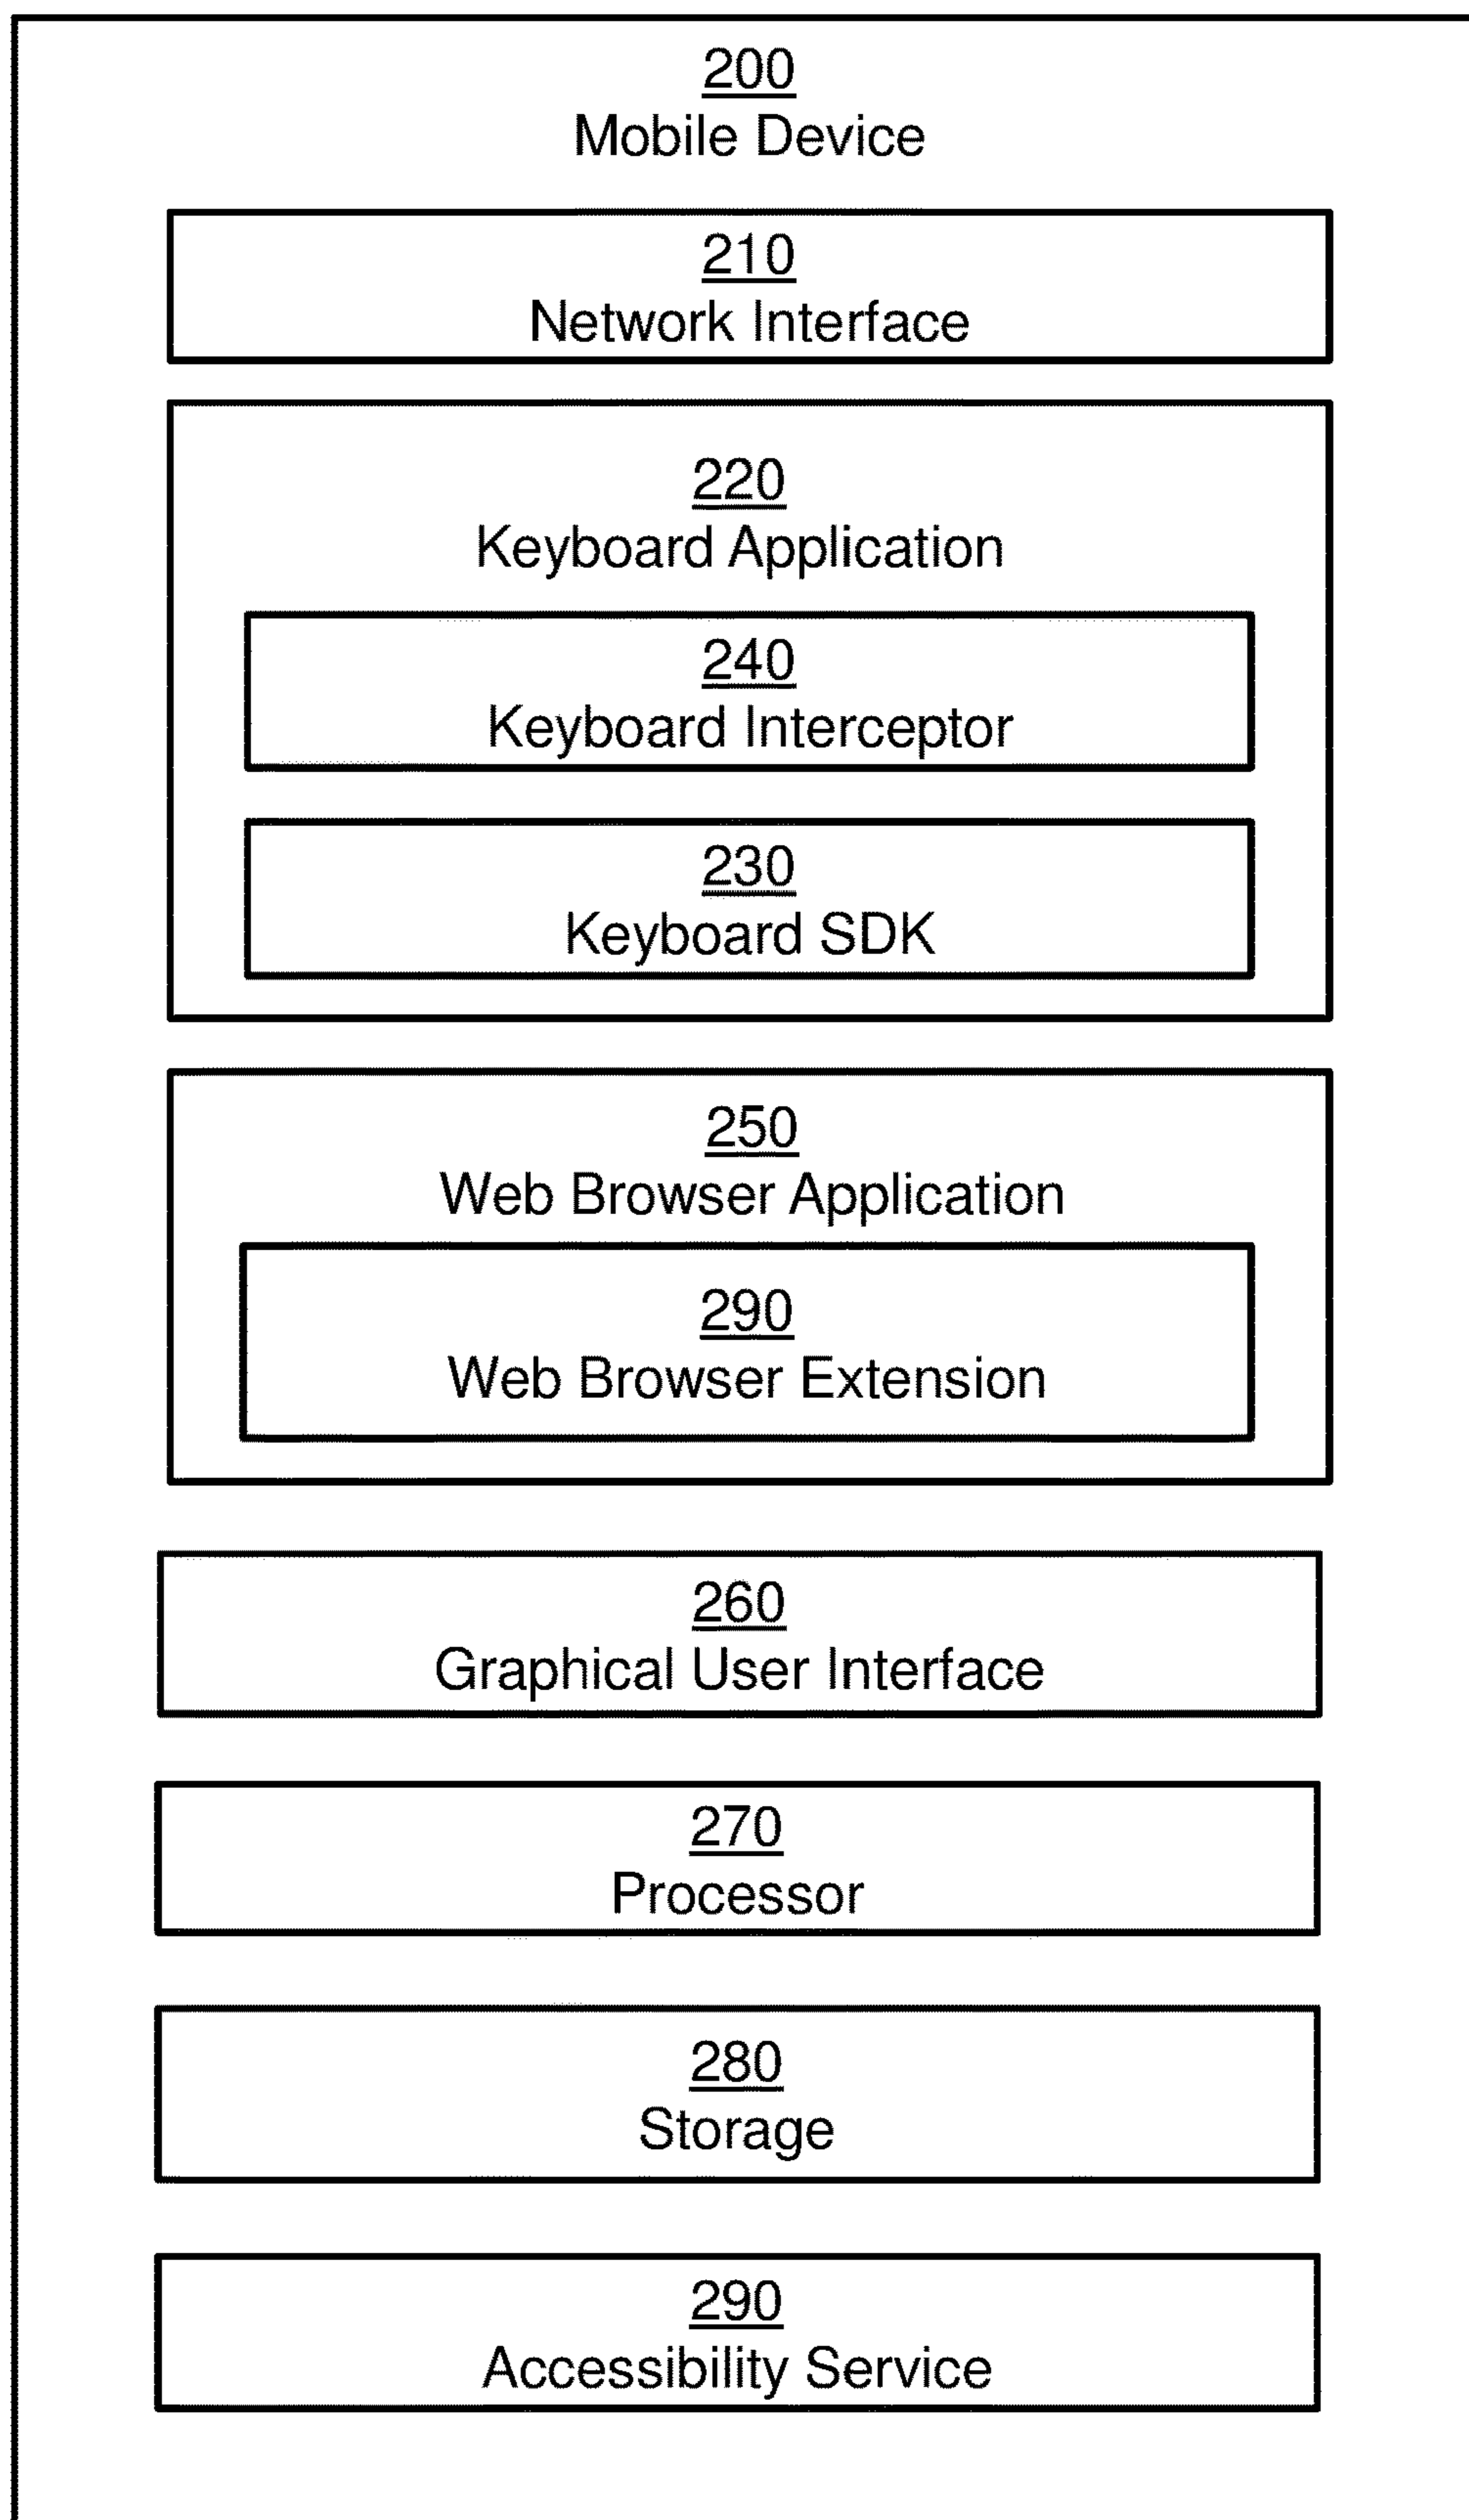 200
Mobile Device
210
Network Interface
220
Keyboard Application
240
Keyboard Interceptor
230
Keyboard SDK
250
Web Browser Application
290
Web Browser Extension
260
Graphical User Interface
270
Processor
280
Storage
290
Accessibility Service